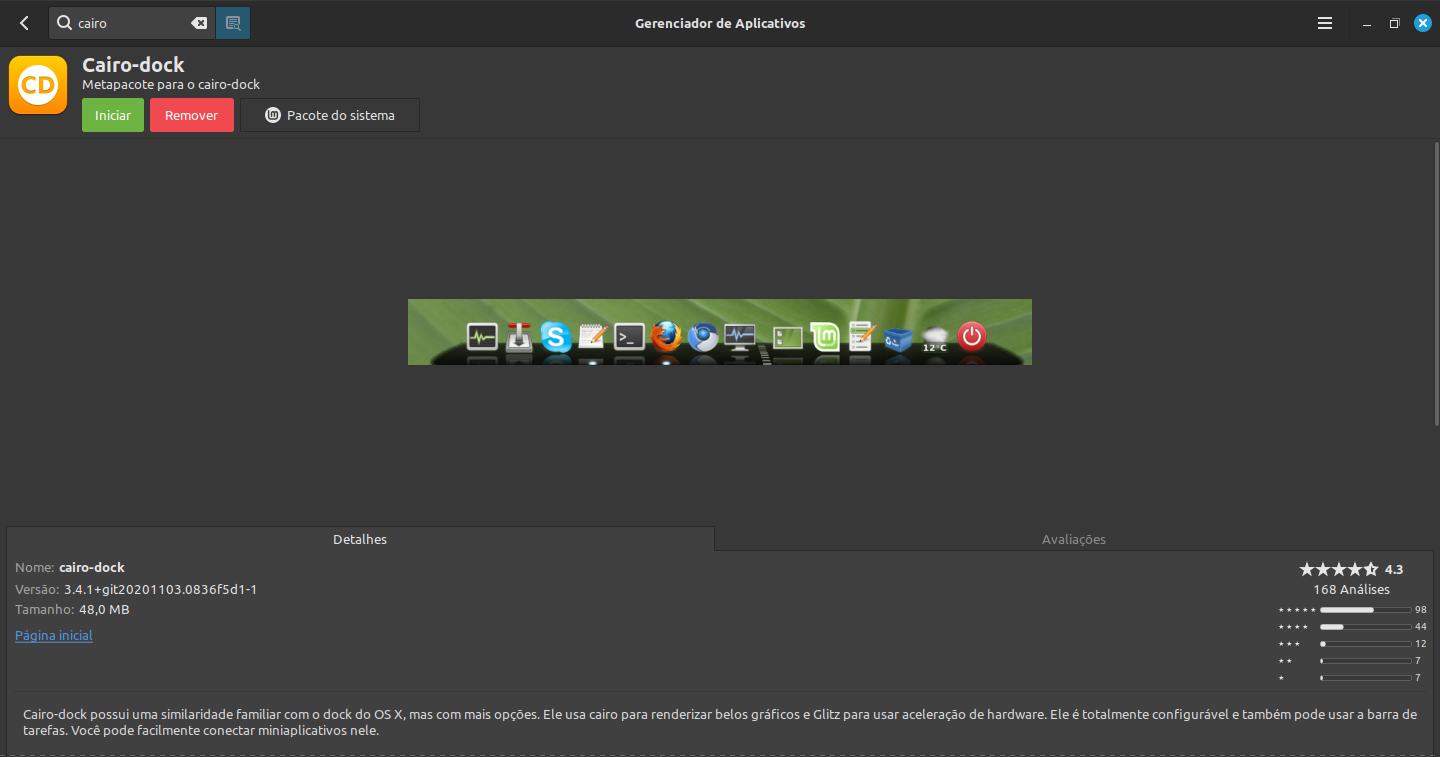 cairo
Gerenciador de Aplicativos
CD
Cairo-dock
Metapacote para o cairo-dock
Iniciar
Remover
Pacote do sistema
12°C
Detalhes
Avaliações
Nome: cairo-dock
Versão: 3.4.1+git20201103.0836f5d1-1
Tamanho: 48,0 MB
Página inicial
4.3
168 Análises
98
44
12
7
7
Cairo-dock possui uma similaridade familiar com o dock do OS X, mas com mais opções. Ele usa cairo para renderizar belos gráficos e Glitz para usar aceleração de hardware. Ele é totalmente configurável e também pode usar a barra de
tarefas. Você pode facilmente conectar miniaplicativos nele.